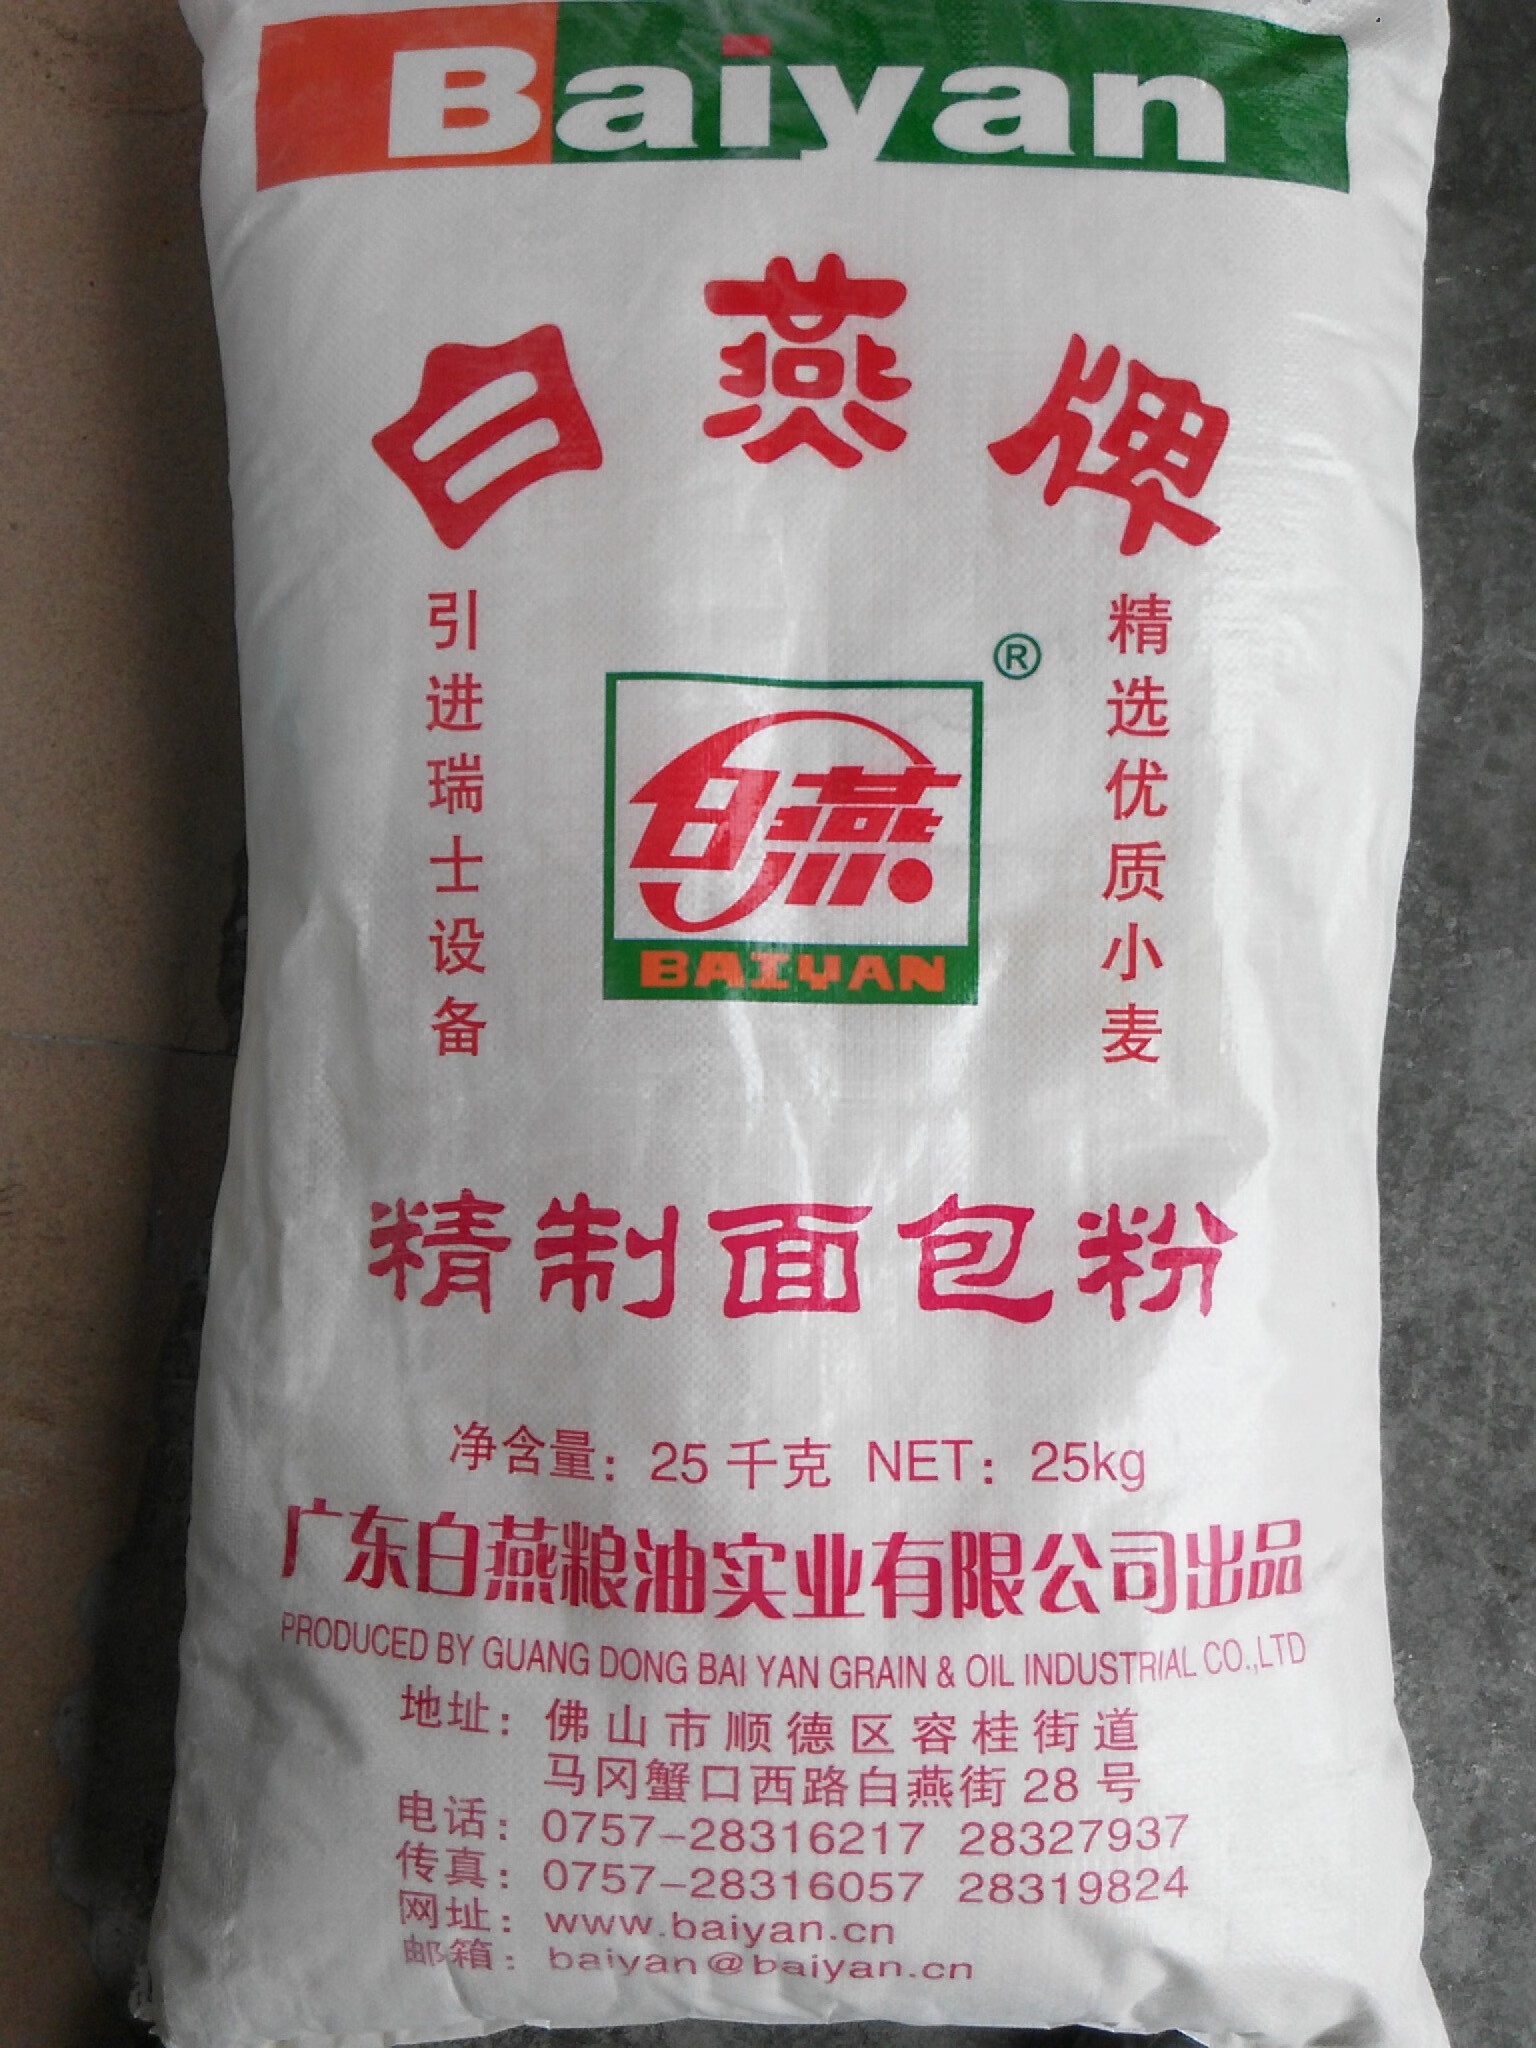 Baiyan
白燕牌
引进瑞士设备
精选优质小麦
®
白燕
BAIYAN
精制面包粉
净含量：25千克 NET：25kg
广东白燕粮油实业有限公司出品
PRODUCED BY GUANG DONG BAI YAN GRAIN & OIL INDUSTRIAL CO.,LTD
地址：佛山市顺德区容桂街道
马冈蟹口西路白燕街28号
电话：0757-28316217 28327937
传真：0757-28316057 28319824
网址：www.baiyan.cn
邮箱：baiyan@baiyan.cn